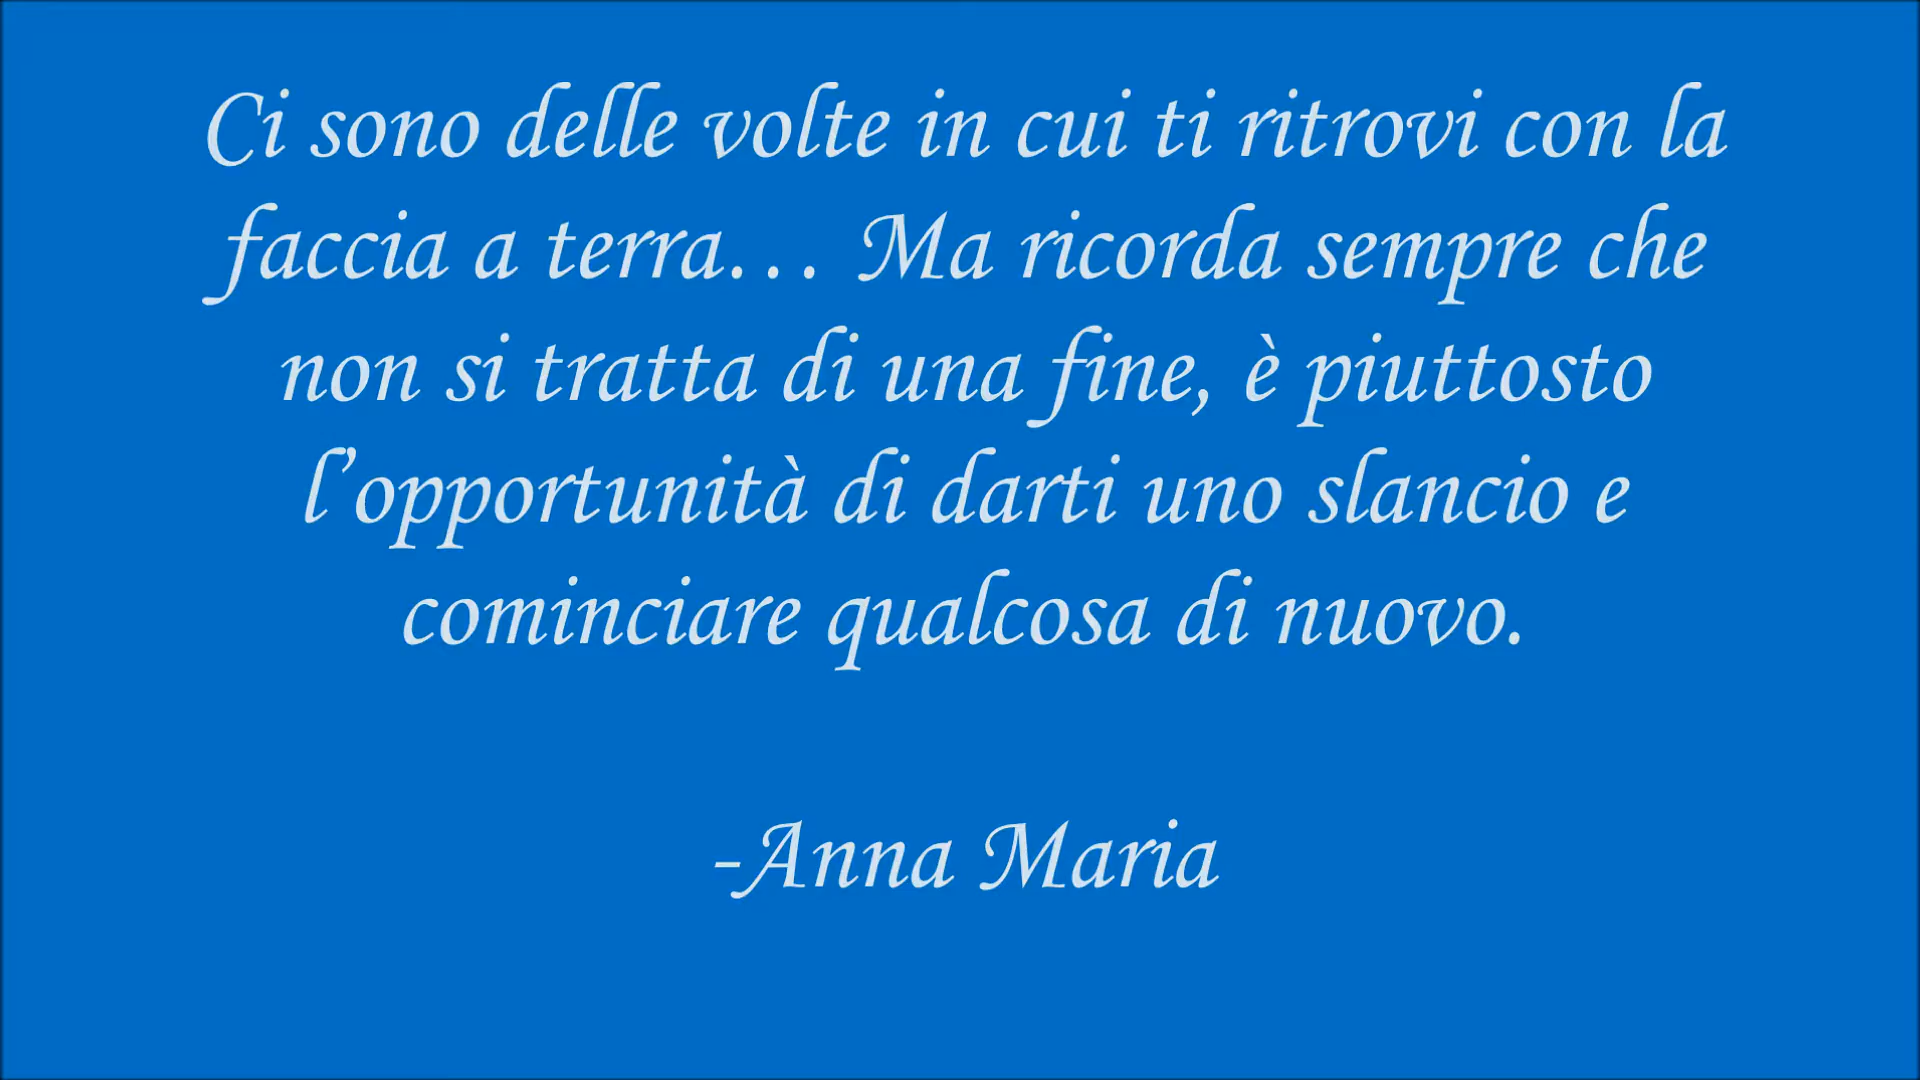 Ci sono delle volte in cui ti ritrovi con la
faccia a terra… Ma ricorda sempre che
non si tratta di una fine, è piuttosto
l’opportunità di darti uno slancio e
cominciare qualcosa di nuovo.
-Anna Maria